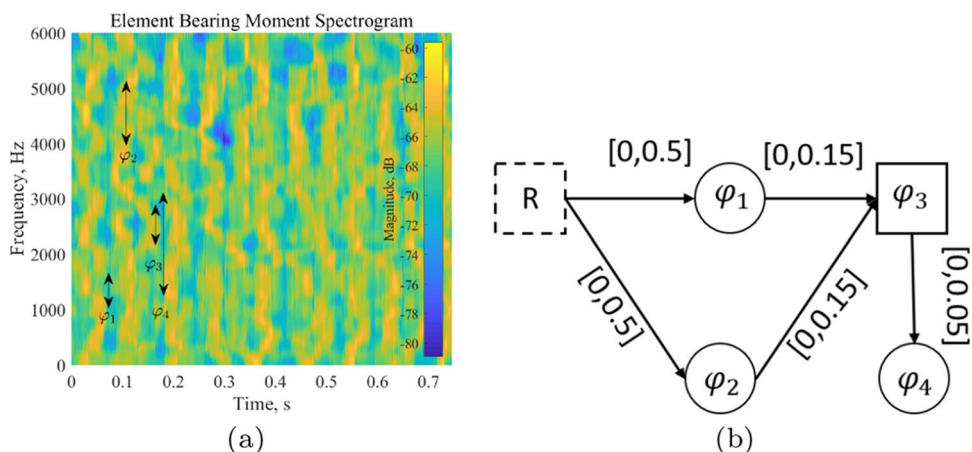 Element Bearing Moment Spectrogram
6000
5000
4000
3000
2000
1000
0
Frequency, Hz
φ2
φ3
φ1
φ4
Magnitude, dB
-60
-62
-64
-66
-68
-70
-72
-74
-76
-78
-80
0 0.1 0.2 0.3 0.4 0.5 0.6 0.7
Time, s
(a)
[0,0.5] [0,0.15]
R φ1 φ3
[0,0.5] [0,0.15] [0,0.05]
φ2 φ4
(b)